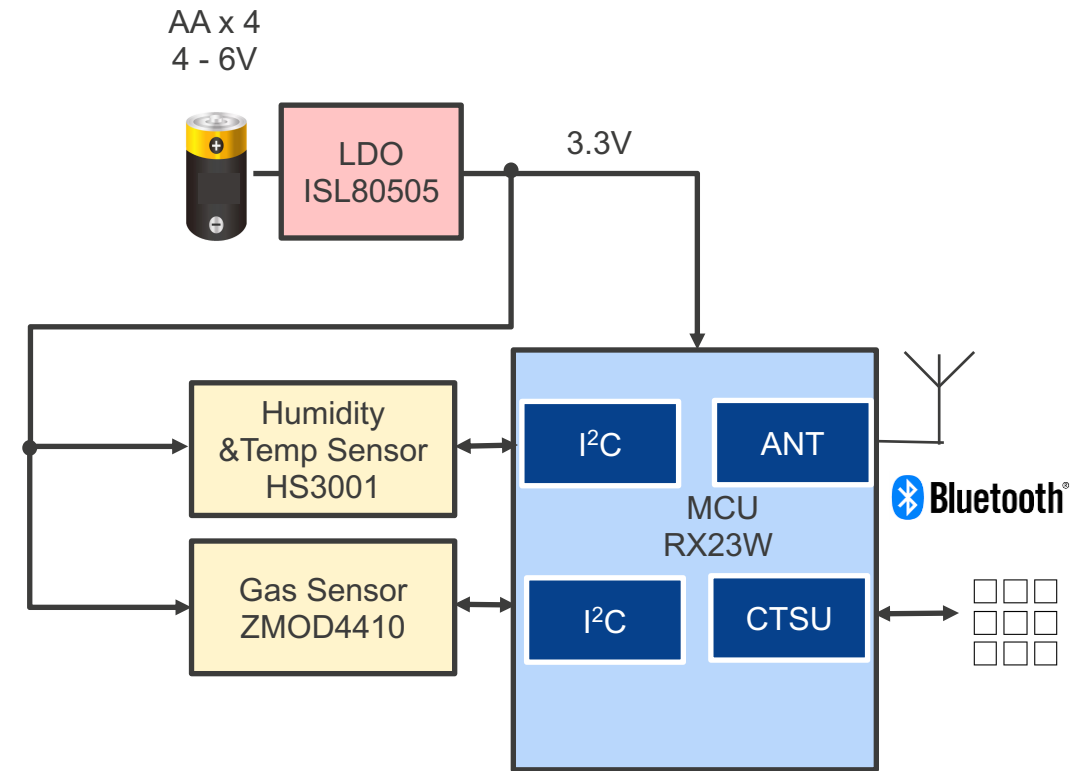 AA x 4
4 - 6V
LDO
ISL80505
3.3V
Humidity
&Temp Sensor
HS3001
I²C
ANT
MCU
RX23W
Bluetooth®
Gas Sensor
ZMOD4410
I²C
CTSU